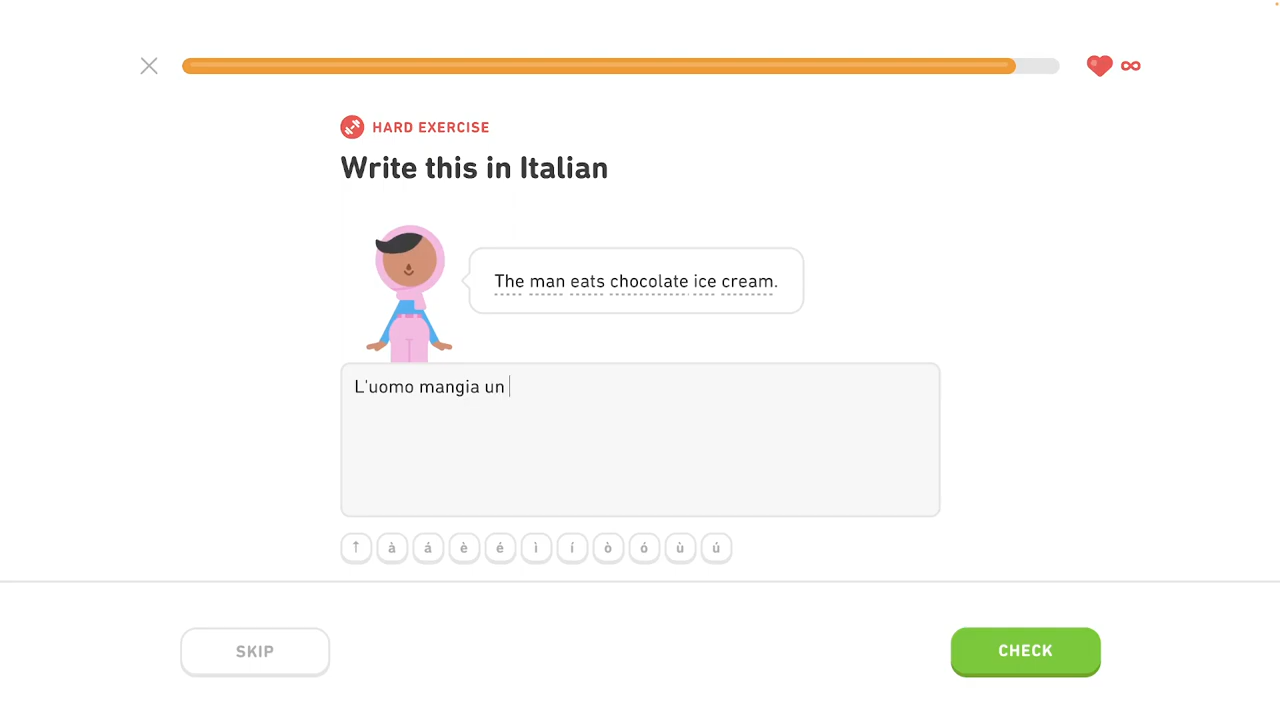 ∞
HARD EXERCISE
Write this in Italian
The man eats chocolate ice cream.
L'uomo mangia un
↑ à á è é ì í ò ó ù ú
SKIP
CHECK